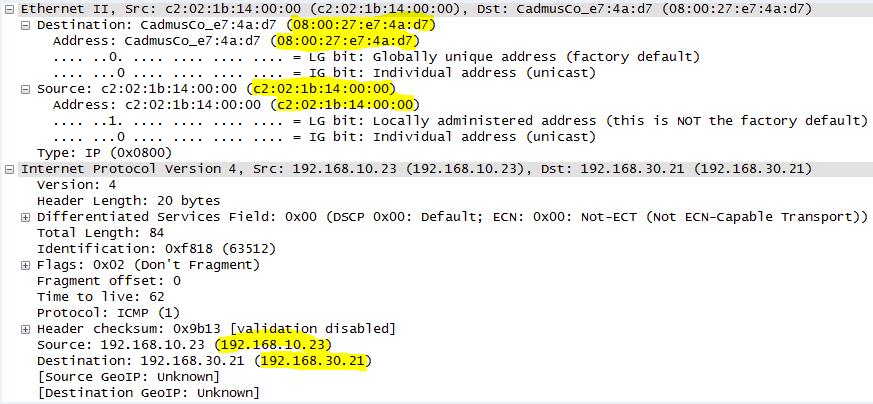 Ethernet II, Src: c2:02:1b:14:00:00 (c2:02:1b:14:00:00), Dst: CadmusCo_e7:4a:d7 (08:00:27:e7:4a:d7)
Destination: CadmusCo_e7:4a:d7 (08:00:27:e7:4a:d7)
Address: CadmusCo_e7:4a:d7 (08:00:27:e7:4a:d7)
.... ..0. .... .... .... .... = LG bit: Globally unique address (factory default)
.... ...0 .... .... .... .... = IG bit: Individual address (unicast)
Source: c2:02:1b:14:00:00 (c2:02:1b:14:00:00)
Address: c2:02:1b:14:00:00 (c2:02:1b:14:00:00)
.... ..1. .... .... .... .... = LG bit: Locally administered address (this is NOT the factory default)
.... ...0 .... .... .... .... = IG bit: Individual address (unicast)
Type: IP (0x0800)
Internet Protocol Version 4, Src: 192.168.10.23 (192.168.10.23), Dst: 192.168.30.21 (192.168.30.21)
Version: 4
Header Length: 20 bytes
Differentiated Services Field: 0x00 (DSCP 0x00: Default; ECN: 0x00: Not-ECT (Not ECN-Capable Transport))
Total Length: 84
Identification: 0xf818 (63512)
Flags: 0x02 (Don't Fragment)
Fragment offset: 0
Time to live: 62
Protocol: ICMP (1)
Header checksum: 0x9b13 [validation disabled]
Source: 192.168.10.23 (192.168.10.23)
Destination: 192.168.30.21 (192.168.30.21)
[Source GeoIP: Unknown]
[Destination GeoIP: Unknown]